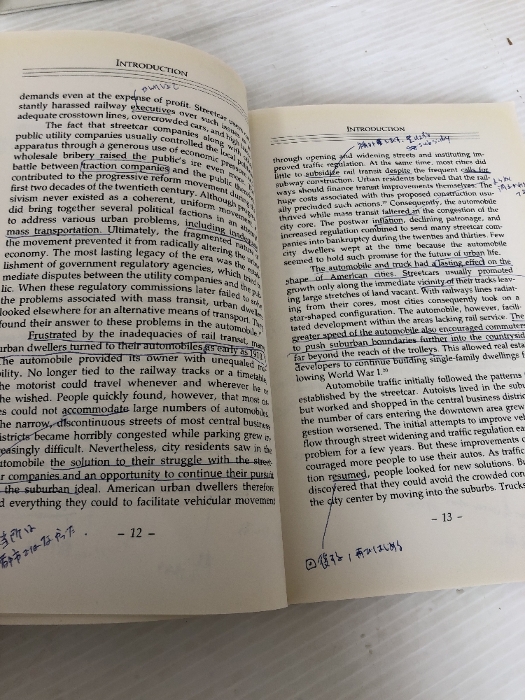 INTRODUCTION
demands even at the expense of profit. Streetcar
stantly harassed railway executives over such issues
adequate crosstown lines, overcrowded cars, and high
The fact that streetcar companies along with
public utility companies usually controlled the local
apparatus through a generous use of economic
wholesale bribery raised the public's ire even more
battle between traction companies and the public
contributed to the progressive reform movement during
first two decades of the twentieth century. Although
sivism never existed as a coherent, uniform movement
did bring together several political factions in an
to address various burdens, including
mass transportation. Ultimately, the fragmented nature
the movement prevented it from radically altering the
economy. The most lasting legacy of the era was the
lishment of government regulatory agencies, which
mediate disputes between the utility companies and the
lic. When these regulatory commissions later failed to
the problems associated with mass transit, urban
looked elsewhere for an alternative means of transport.
found their answer to these problems in the automobile.
Frustrated by the inadequacies of rail transit, many
urban dwellers turned to their automobiles as early as
The automobile provided its owner with unequaled
bility. No longer tied to the railway tracks or a timetable,
the motorist could travel whenever and wherever he
she wished. People quickly found, however, that most
es could not accommodate large numbers of automobiles.
The narrow, discontinuous streets of most central business
districts became horribly congested while parking grew
creasingly difficult. Nevertheless, city residents saw in the
automobile the solution to their struggle with the street-
car companies and an opportunity to continue their pursuit
the suburban ideal. American urban dwellers therefore
did everything they could to facilitate vehicular movement
- 12 -
INTRODUCTION
through opening and widening streets and instituting im-
proved traffic regulation. At the same time, most cities did
little to subsidize rail transit despite the frequent calls for
subway construction. Urban residents believed that the rail-
ways should finance transit improvements themselves. The
huge costs associated with this proposed construction usu-
ally precluded such actions. Consequently, the automobile
thrived while mass transit faltered in the congestion of the
city core. The postwar inflation, declining patronage, and
increased regulation combined to send many streetcar com-
panies into bankruptcy during the twenties and thirties. Few
city dwellers wept at the time because the automobile
seemed to hold such promise for the future of urban life.
The automobile and truck had a lasting effect on the
shape of American cities. Streetcars usually promoted
growth only along the immediate vicinity of their tracks leav-
ing large stretches of land vacant. With railways lines radiat-
ing from their cores, most cities consequently took on a
star-shaped configuration. The automobile, however, facili-
tated development within the areas lacking rail service. The
greater speed of the automobile also encouraged commuters
to push suburban boundaries further into the countryside
far beyond the reach of the trolleys. This allowed real estate
developers to continue building single-family dwellings
lowing World War I.
Automobile traffic initially followed the patterns
established by the streetcar. Autoists lived in the suburbs
but worked and shopped in the central business district.
the number of cars entering the downtown area grew
gestion worsened. The initial attempts to improve
flow through street widening and traffic regulation
problem for a few years. But these improvements
couraged more people to use their autos. As traffic
tion resumed, people looked for new solutions. But
discovered that they could avoid the crowded
the city center by moving into the suburbs. Trucks
- 13 -